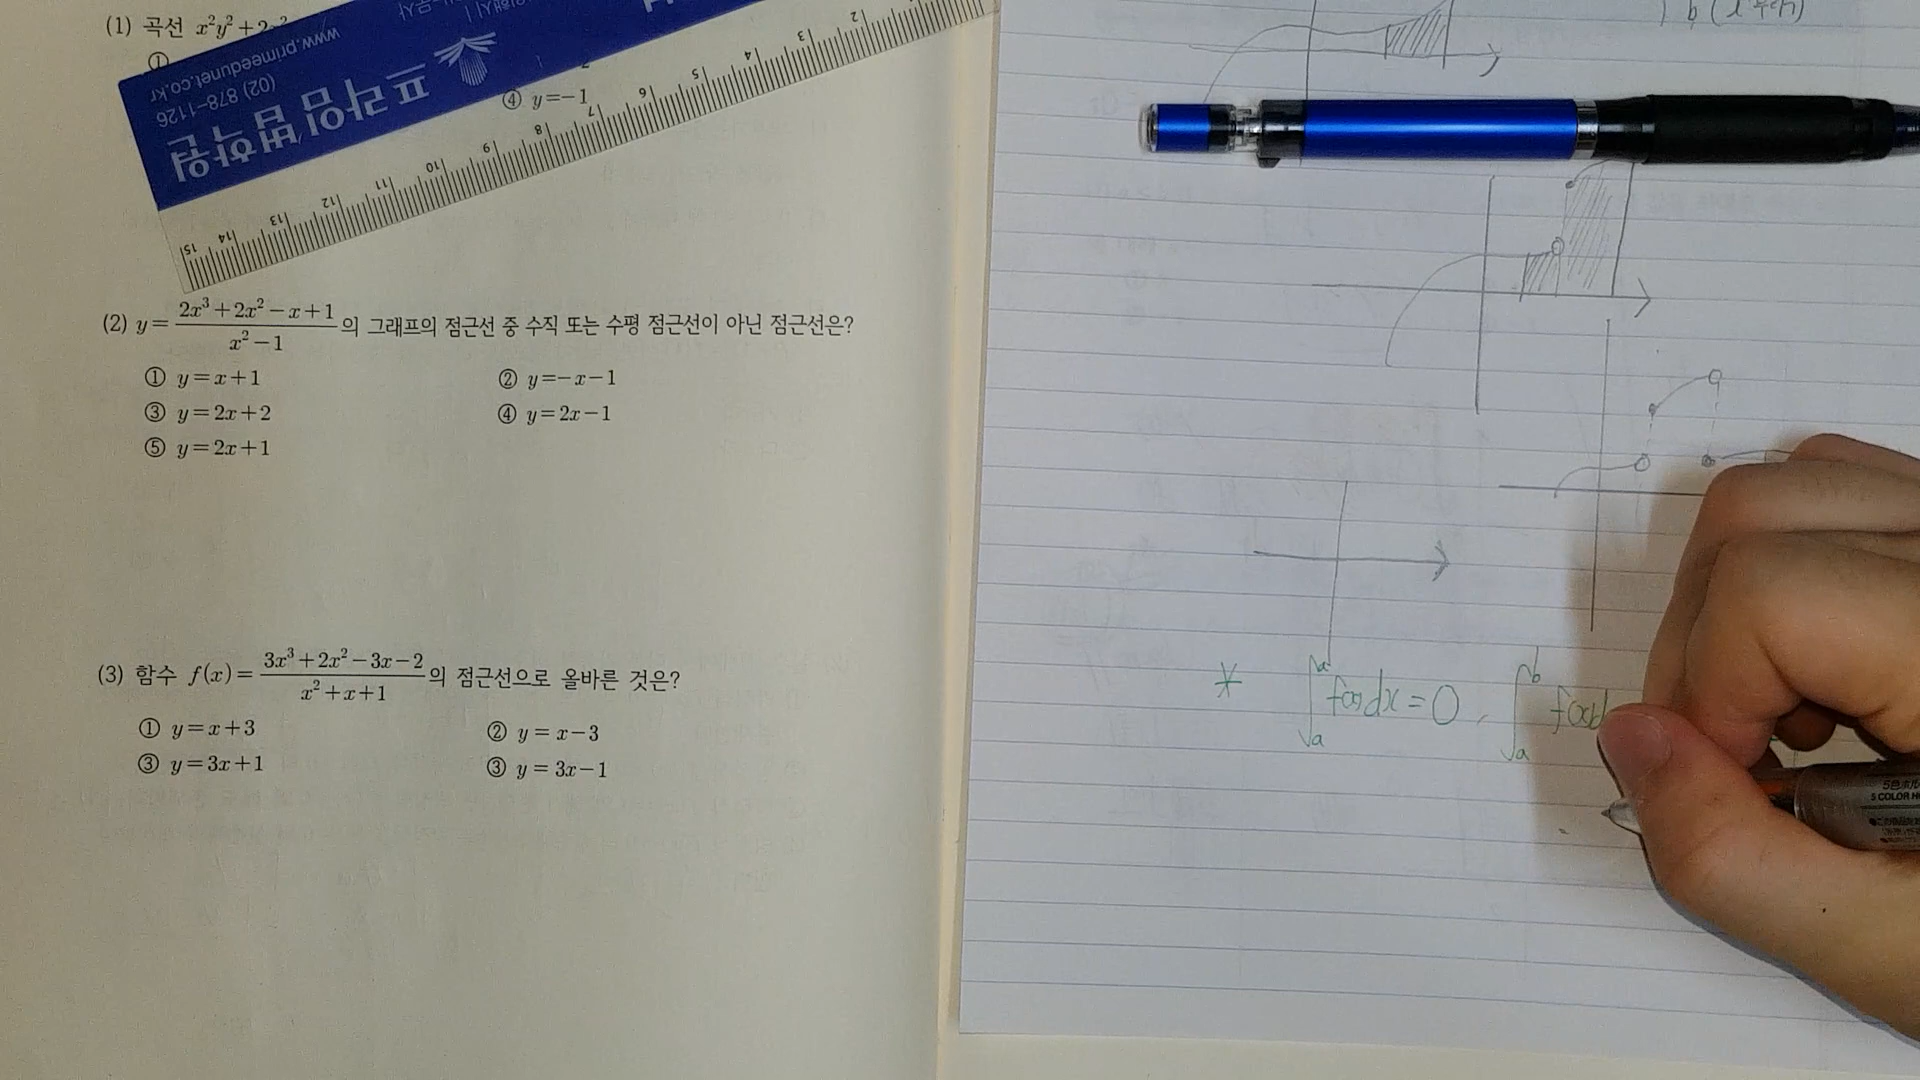 (1) 곡선 x²y²+2
①
④ y=-1
www.primeedunet.co.kr
(02) 878-1126
프라임법학원
15 14 13 12 11 10 9 8 7 6 5 4 3 2
(2) y = (2x³+2x²-x+1)/(x²-1) 의 그래프의 점근선 중 수직 또는 수평 점근선이 아닌 점근선은?
① y=x+1 ② y=-x-1
③ y=2x+2 ④ y=2x-1
⑤ y=2x+1
(3) 함수 f(x) = (3x³+2x²-3x-2)/(x²+x+1) 의 점근선으로 올바른 것은?
① y=x+3 ② y = x-3
③ y=3x+1 ③ y = 3x-1
b
* ∫ₐᵃ f(x)dx = 0, ∫ₐᵇ f(x)d
5 COLOR